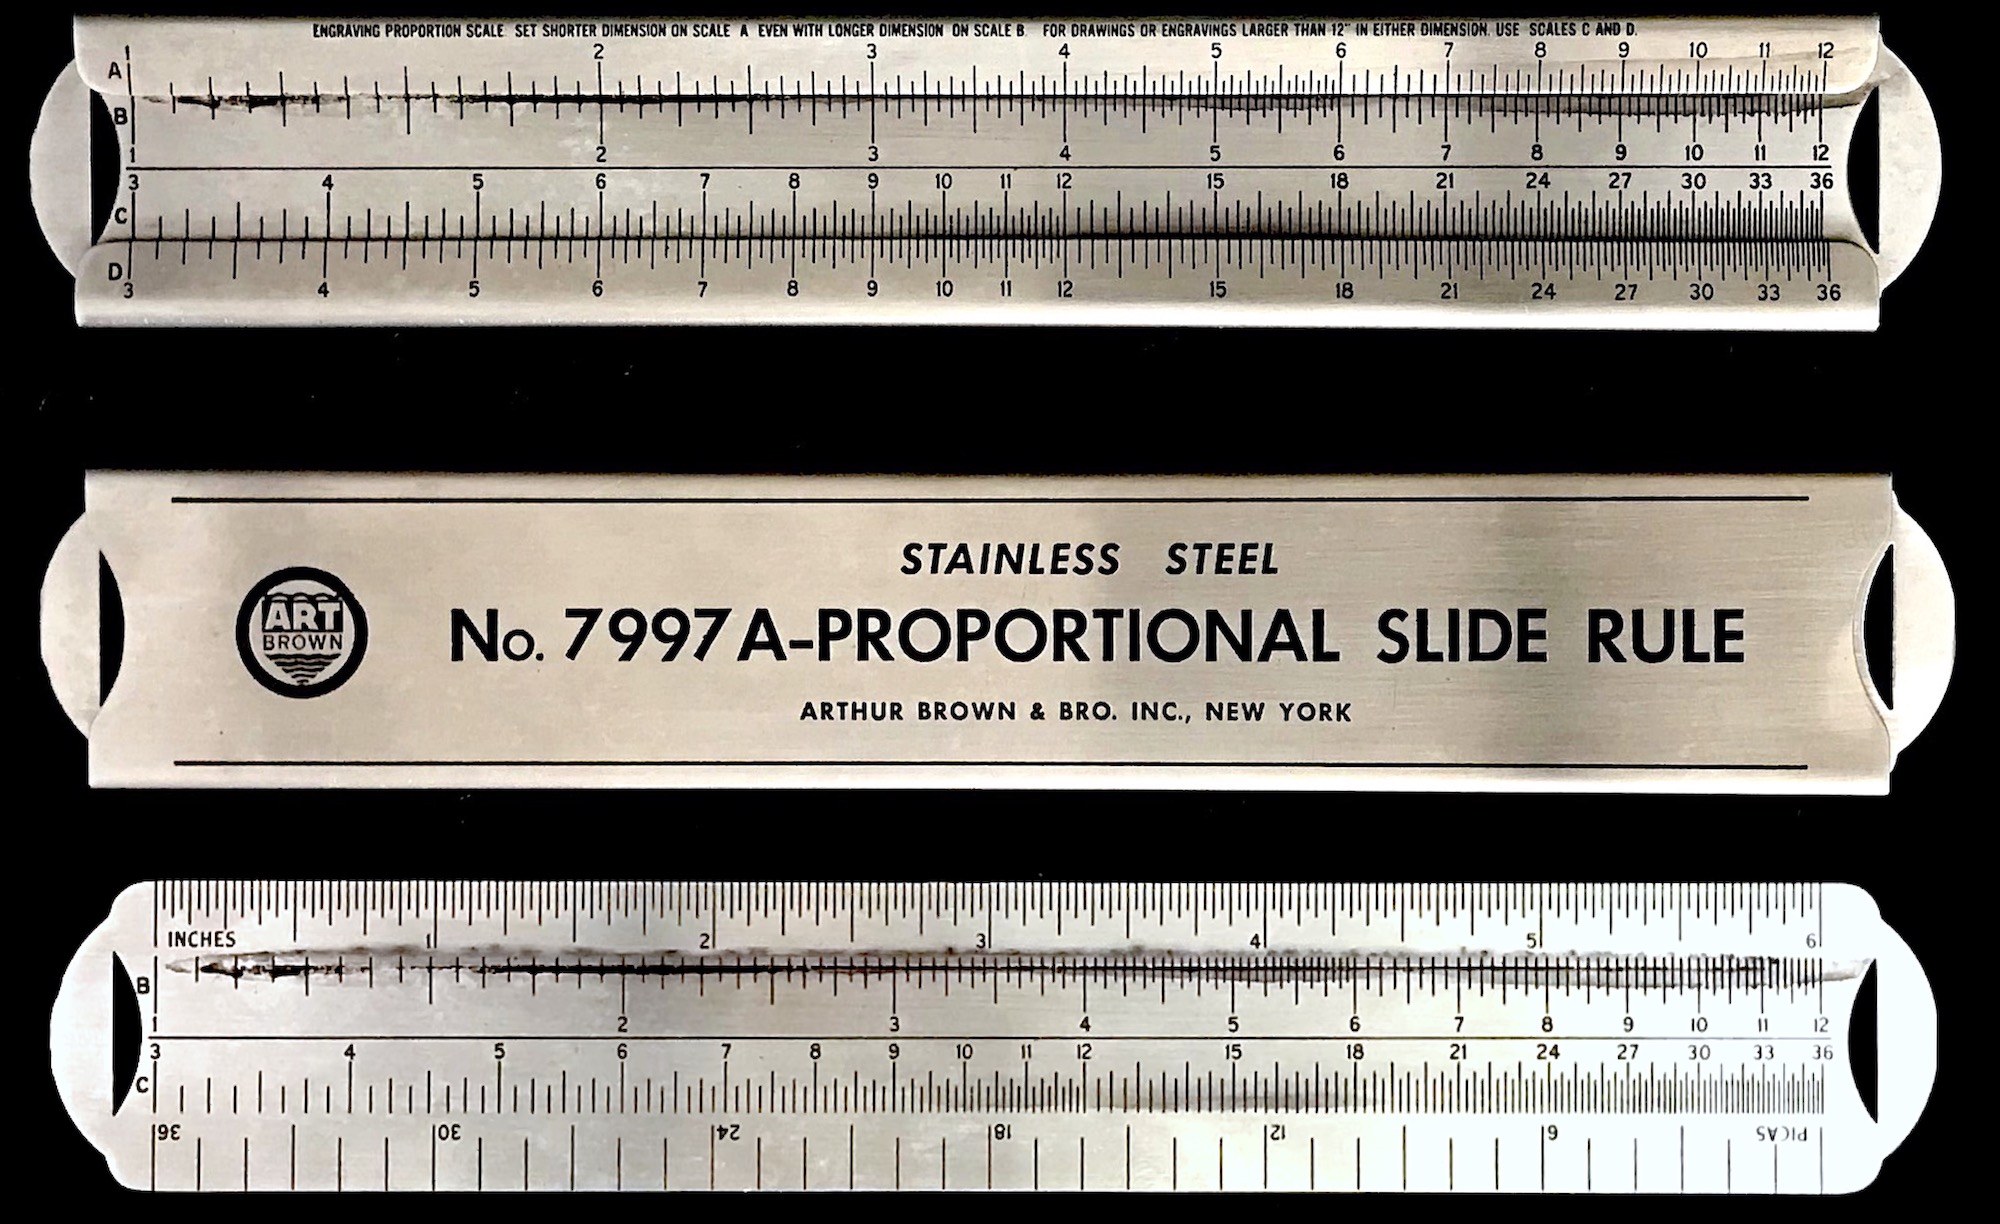 ENGRAVING PROPORTION SCALE SET SHORTER DIMENSION ON SCALE A EVEN WITH LONGER DIMENSION ON SCALE B. FOR DRAWINGS OR ENGRAVINGS LARGER THAN 12" IN EITHER DIMENSION, USE SCALES C AND D.
1 2 3 4 5 6 7 8 9 10 11 12
A
B
1 2 3 4 5 6 7 8 9 10 11 12
3 4 5 6 7 8 9 10 11 12 15 18 21 24 27 30 33 36
C
D
3 4 5 6 7 8 9 10 11 12 15 18 21 24 27 30 33 36
STAINLESS STEEL
ART
BROWN
No. 7997A-PROPORTIONAL SLIDE RULE
ARTHUR BROWN & BRO. INC., NEW YORK
INCHES 1 2 3 4 5 6
B
1 2 3 4 5 6 7 8 9 10 11 12
3 4 5 6 7 8 9 10 11 12 15 18 21 24 27 30 33 36
C
36 30 24 18 12 6 PICAS